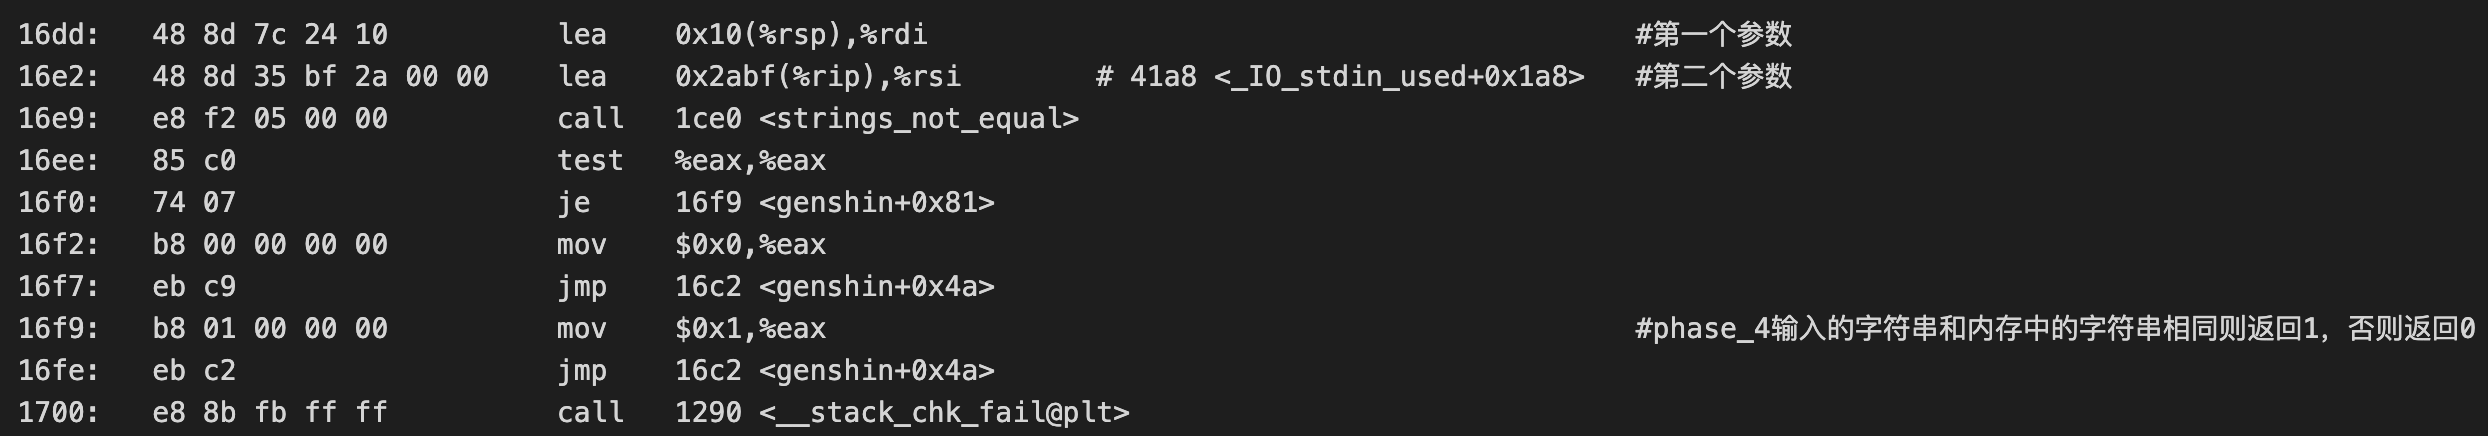 16dd: 48 8d 7c 24 10 lea 0x10(%rsp),%rdi #第一个参数
16e2: 48 8d 35 bf 2a 00 00 lea 0x2abf(%rip),%rsi # 41a8 <_IO_stdin_used+0x1a8> #第二个参数
16e9: e8 f2 05 00 00 call 1ce0 <strings_not_equal>
16ee: 85 c0 test %eax,%eax
16f0: 74 07 je 16f9 <genshin+0x81>
16f2: b8 00 00 00 00 mov $0x0,%eax
16f7: eb c9 jmp 16c2 <genshin+0x4a>
16f9: b8 01 00 00 00 mov $0x1,%eax #phase_4输入的字符串和内存中的字符串相同则返回1，否则返回0
16fe: eb c2 jmp 16c2 <genshin+0x4a>
1700: e8 8b fb ff ff call 1290 <__stack_chk_fail@plt>